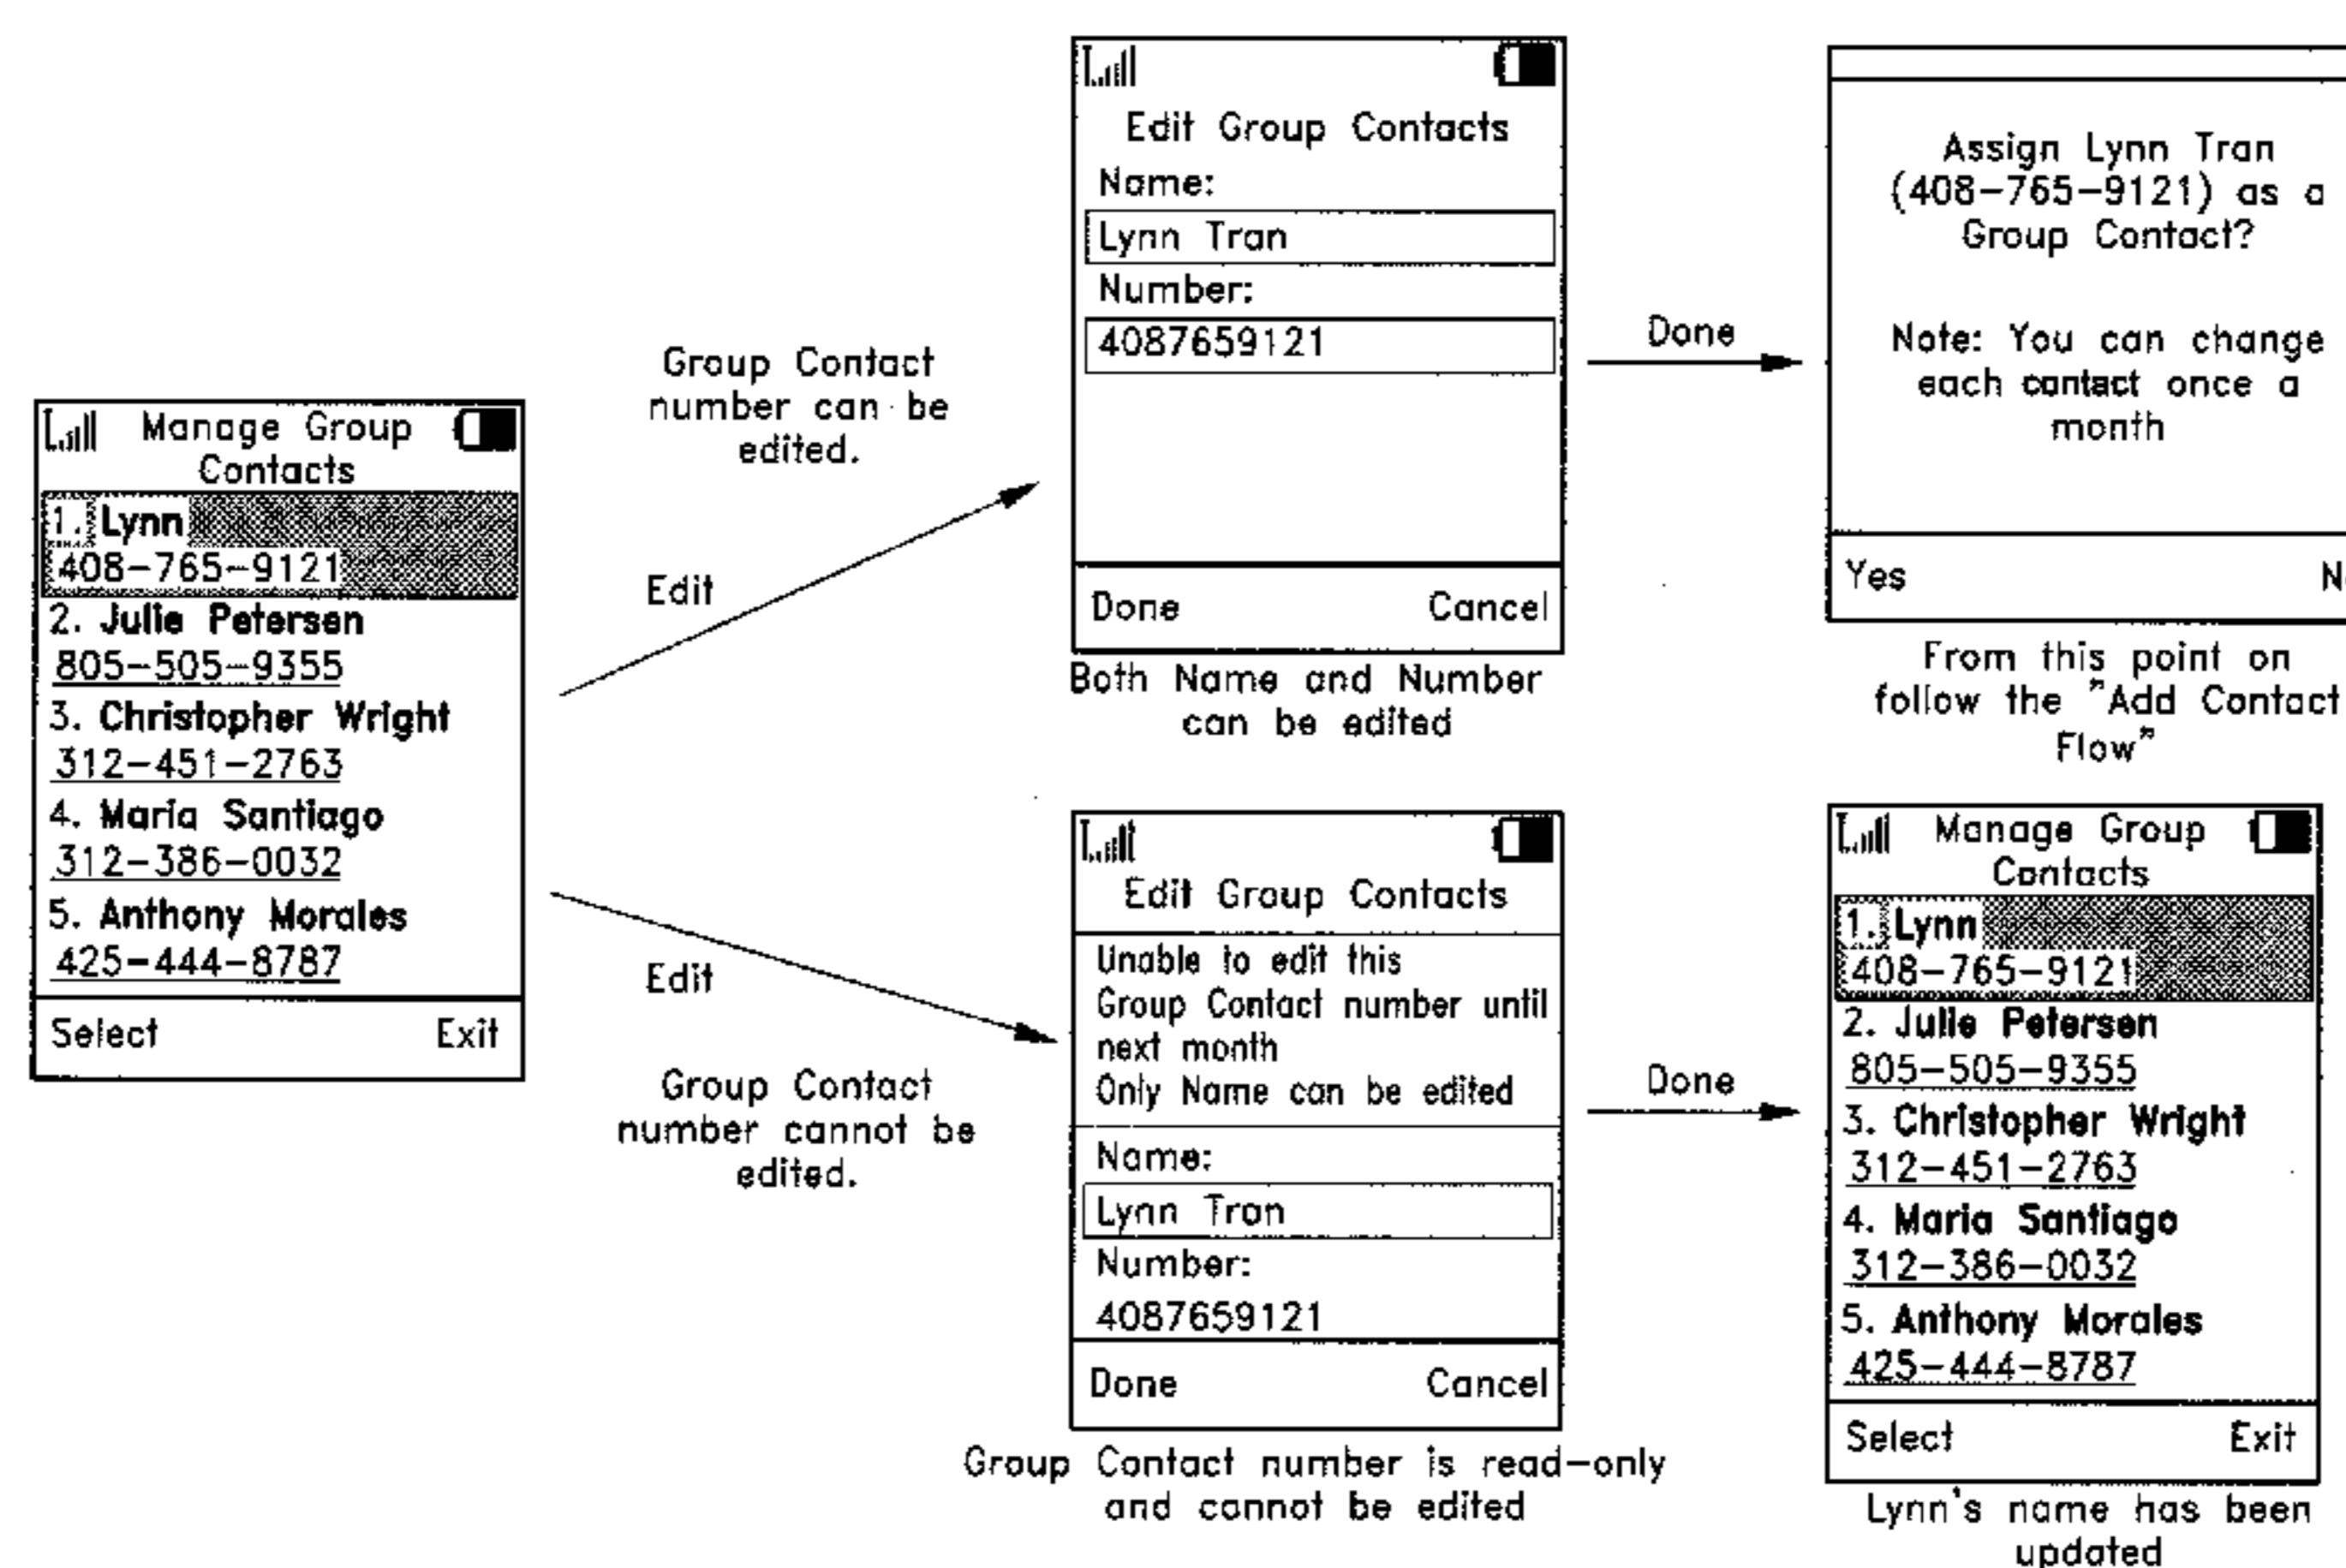 Manage Group
Contacts
1. Lynn
408-765-9121
2. Julie Petersen
805-505-9355
3. Christopher Wright
312-451-2763
4. Maria Santiago
312-386-0032
5. Anthony Morales
425-444-8787
Select Exit
Group Contact
number can be
edited.
Edit
Edit
Group Contact
number cannot be
edited.
Edit Group Contacts
Name:
Lynn Tran
Number:
4087659121
Done Cancel
Both Name and Number
can be edited
Done
Assign Lynn Tran
(408-765-9121) as a
Group Contact?
Note: You can change
each contact once a
month
Yes
From this point on
follow the "Add Contact
Flow"
Edit Group Contacts
Unable to edit this
Group Contact number until
next month
Only Name can be edited
Name:
Lynn Tran
Number:
4087659121
Done Cancel
Group Contact number is read-only
and cannot be edited
Done
Manage Group
Contacts
1. Lynn
408-765-9121
2. Julie Petersen
805-505-9355
3. Christopher Wright
312-451-2763
4. Maria Santiago
312-386-0032
5. Anthony Morales
425-444-8787
Select Exit
Lynn's name has been
updated